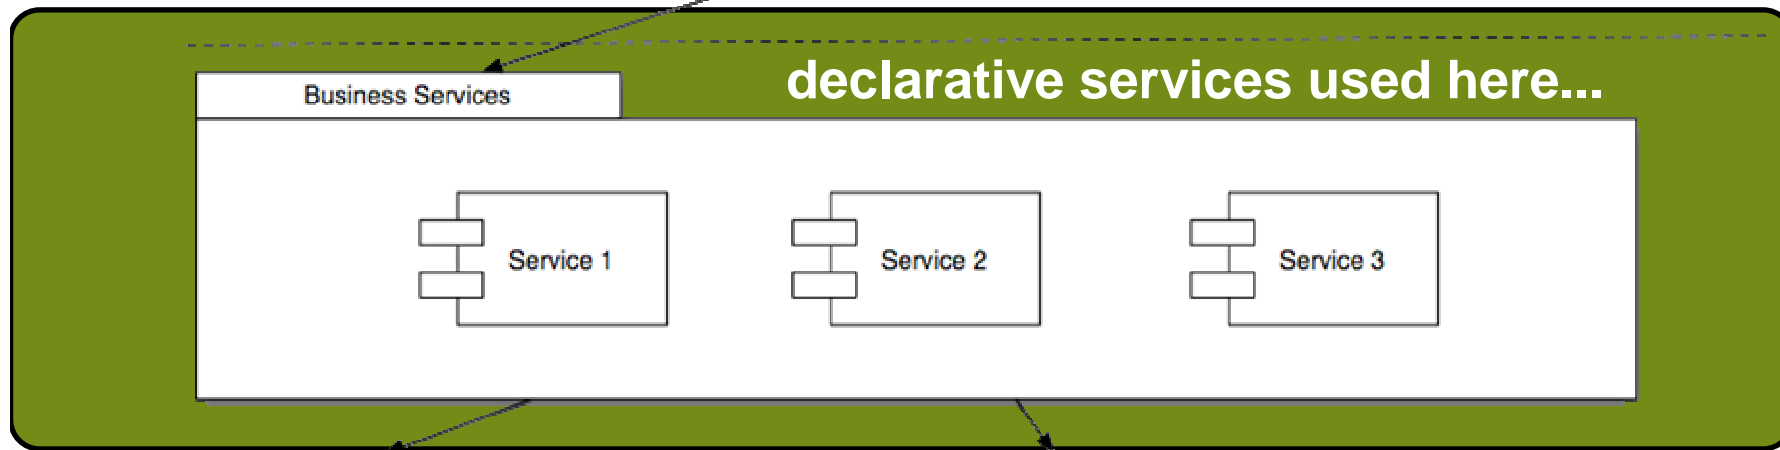 declarative services used here...
Business Services
Service 1
Service 2
Service 3